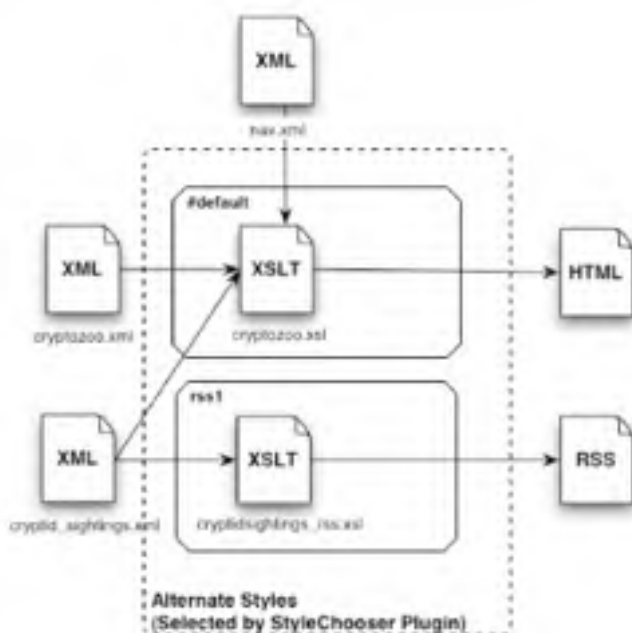 XML
nav.xml
#default
XML
XSLT
HTML
cryptozoo.xml
cryptozoo.xsl
rss1
XML
XSLT
RSS
cryptid_sightings.xml
cryptidsightings_rss.xsl
Alternate Styles
(Selected by StyleChooser Plugin)